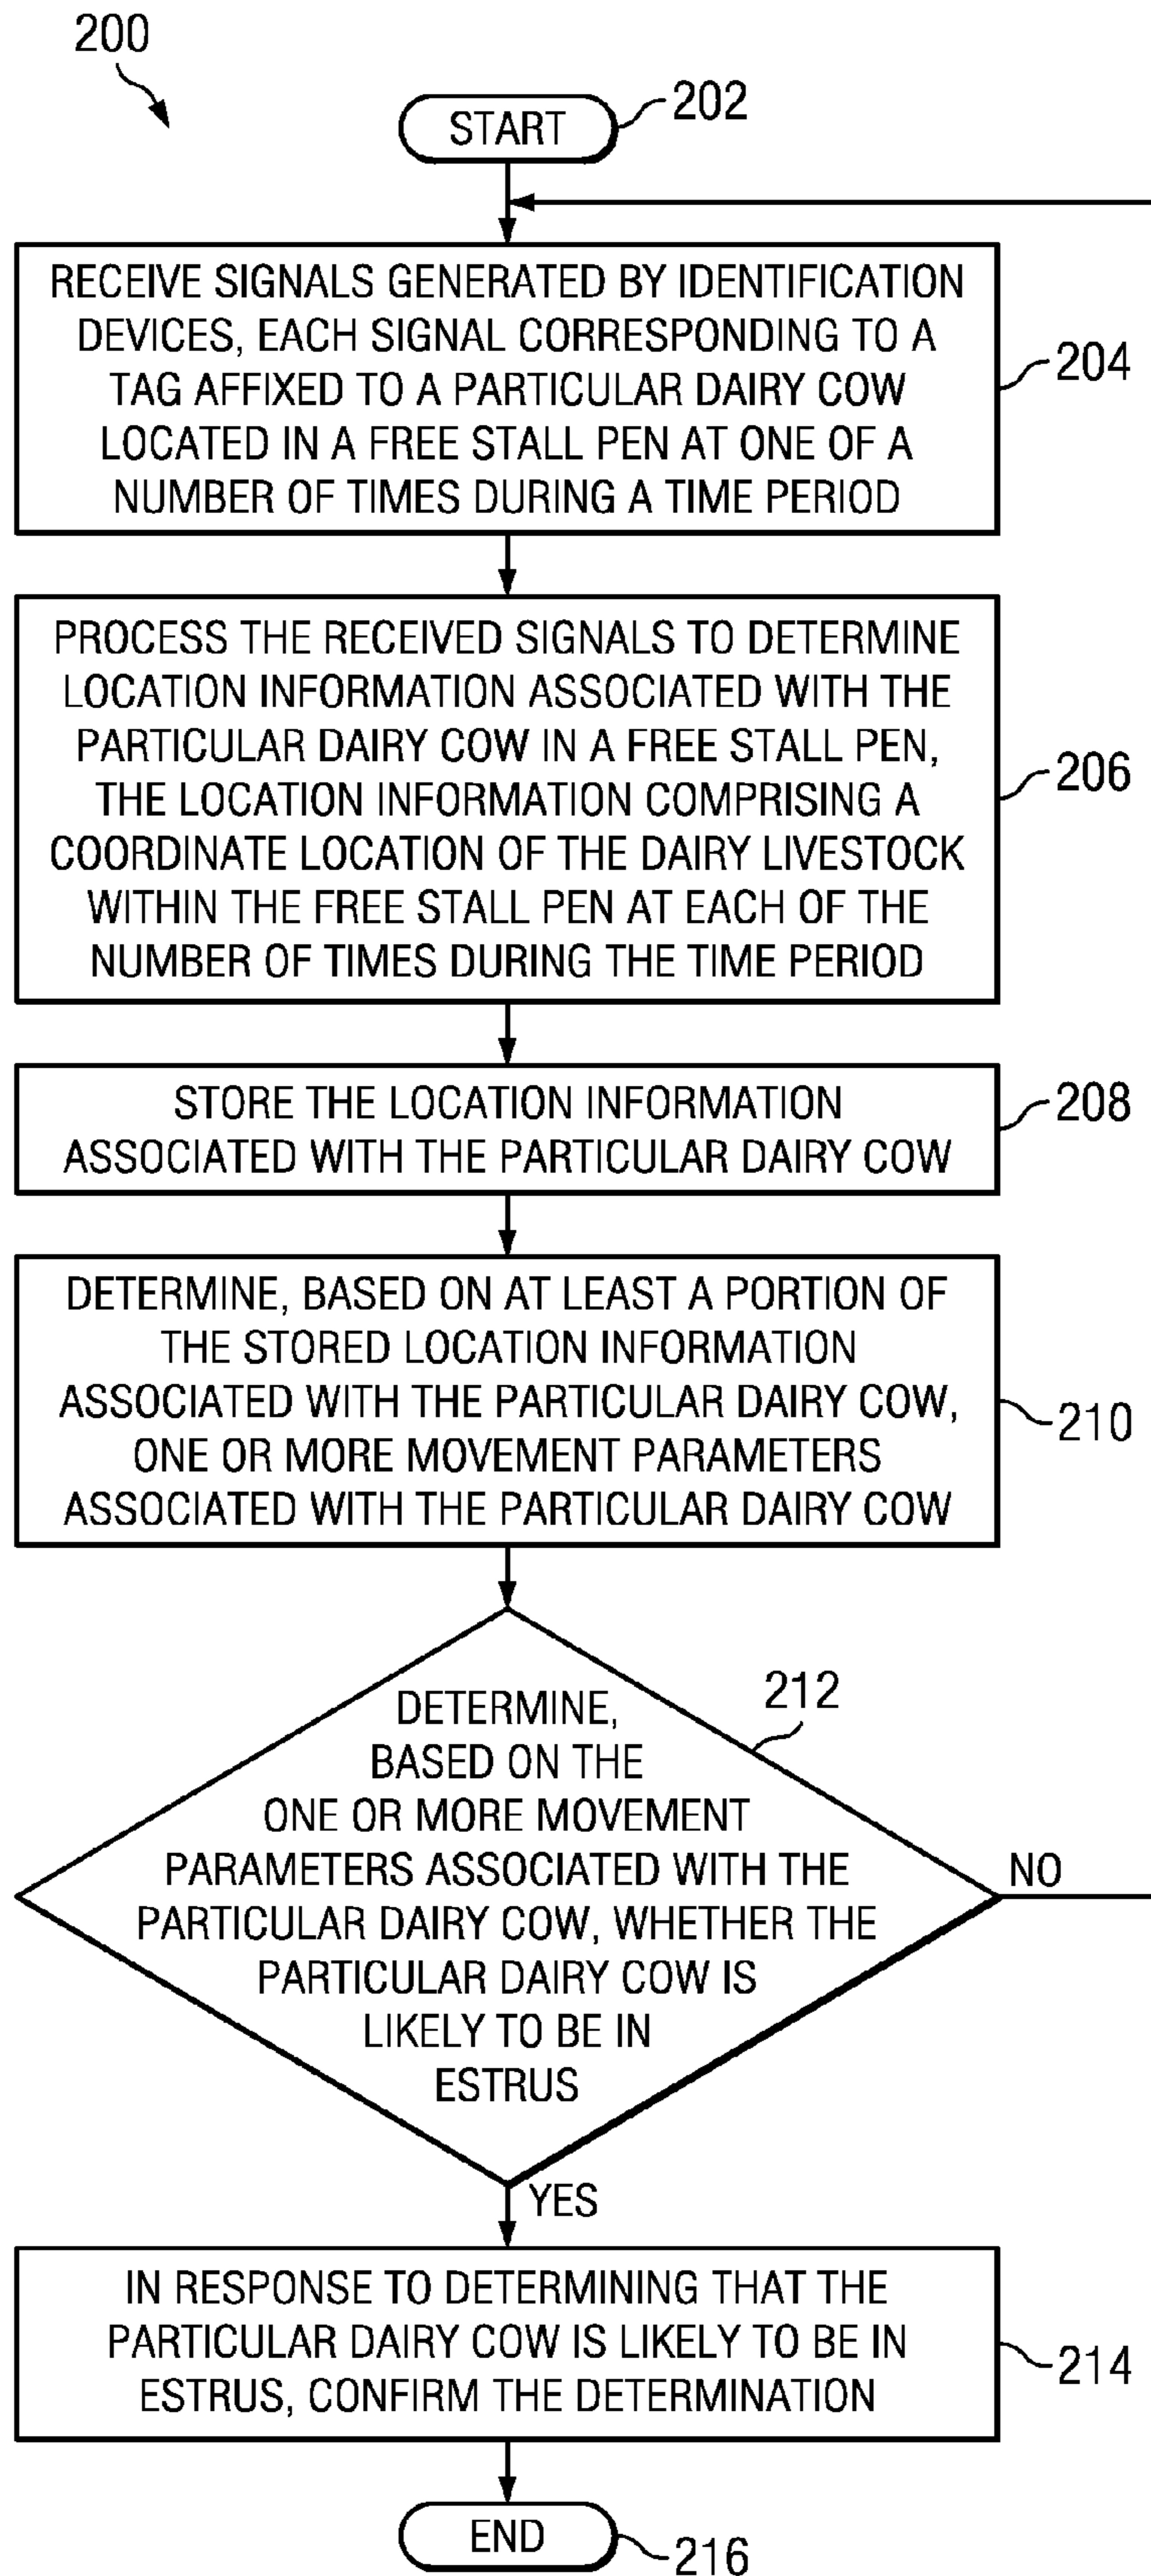 200
START
202
RECEIVE SIGNALS GENERATED BY IDENTIFICATION
DEVICES, EACH SIGNAL CORRESPONDING TO A
TAG AFFIXED TO A PARTICULAR DAIRY COW
LOCATED IN A FREE STALL PEN AT ONE OF A
NUMBER OF TIMES DURING A TIME PERIOD
204
PROCESS THE RECEIVED SIGNALS TO DETERMINE
LOCATION INFORMATION ASSOCIATED WITH THE
PARTICULAR DAIRY COW IN A FREE STALL PEN,
THE LOCATION INFORMATION COMPRISING A
COORDINATE LOCATION OF THE DAIRY LIVESTOCK
WITHIN THE FREE STALL PEN AT EACH OF THE
NUMBER OF TIMES DURING THE TIME PERIOD
206
STORE THE LOCATION INFORMATION
ASSOCIATED WITH THE PARTICULAR DAIRY COW
208
DETERMINE, BASED ON AT LEAST A PORTION OF
THE STORED LOCATION INFORMATION
ASSOCIATED WITH THE PARTICULAR DAIRY COW,
ONE OR MORE MOVEMENT PARAMETERS
ASSOCIATED WITH THE PARTICULAR DAIRY COW
210
DETERMINE,
BASED ON THE
ONE OR MORE MOVEMENT
PARAMETERS ASSOCIATED WITH THE
PARTICULAR DAIRY COW, WHETHER THE
PARTICULAR DAIRY COW IS
LIKELY TO BE IN
ESTRUS
212
NO
YES
IN RESPONSE TO DETERMINING THAT THE
PARTICULAR DAIRY COW IS LIKELY TO BE IN
ESTRUS, CONFIRM THE DETERMINATION
214
END
216